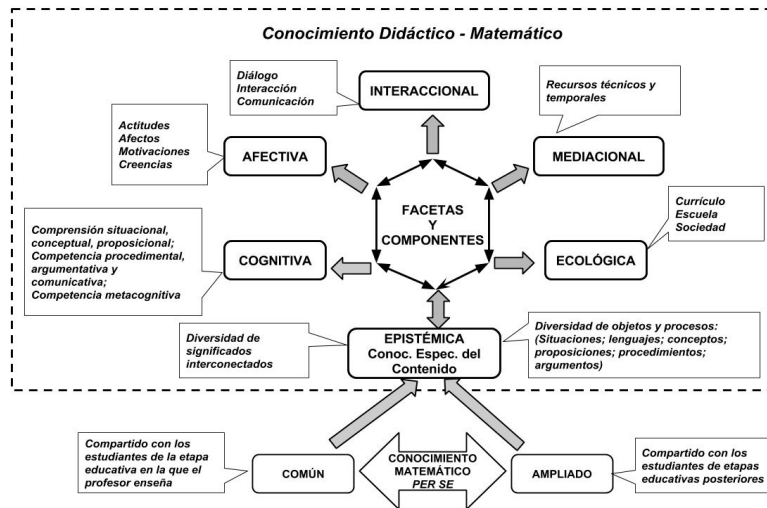 Conocimiento Didáctico - Matemático
Diálogo
Interacción
Comunicación
INTERACCIONAL
Recursos técnicos y
temporales
Actitudes
Afectos
Motivaciones
Creencias
AFECTIVA
MEDIACIONAL
FACETAS
Y
COMPONENTES
Currículo
Escuela
Sociedad
Comprensión situacional,
conceptual, proposicional;
Competencia procedimental,
argumentativa y
comunicativa;
Competencia metacognitiva
COGNITIVA
ECOLÓGICA
Diversidad de
significados
interconectados
EPISTÉMICA
Conoc. Espec. del
Contenido
Diversidad de objetos y procesos:
(Situaciones; lenguajes; conceptos;
proposiciones; procedimientos;
argumentos)
Compartido con los
estudiantes de la etapa
educativa en la que el
profesor enseña
COMÚN
CONOCIMIENTO
MATEMÁTICO
PER SE
AMPLIADO
Compartido con los
estudiantes de etapas
educativas posteriores